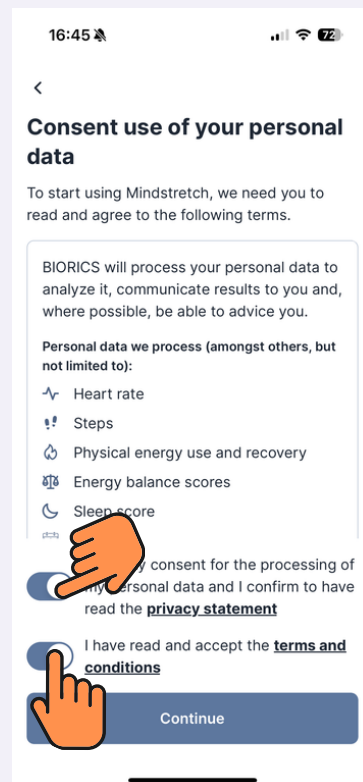 16:45
72
Consent use of your personal
data
To start using Mindstretch, we need you to
read and agree to the following terms.
BIORICS will process your personal data to
analyze it, communicate results to you and,
where possible, be able to advice you.
Personal data we process (amongst others, but
not limited to):
Heart rate
Steps
Physical energy use and recovery
Energy balance scores
Sleep score
consent for the processing of
my personal data and I confirm to have
read the privacy statement
I have read and accept the terms and
conditions
Continue